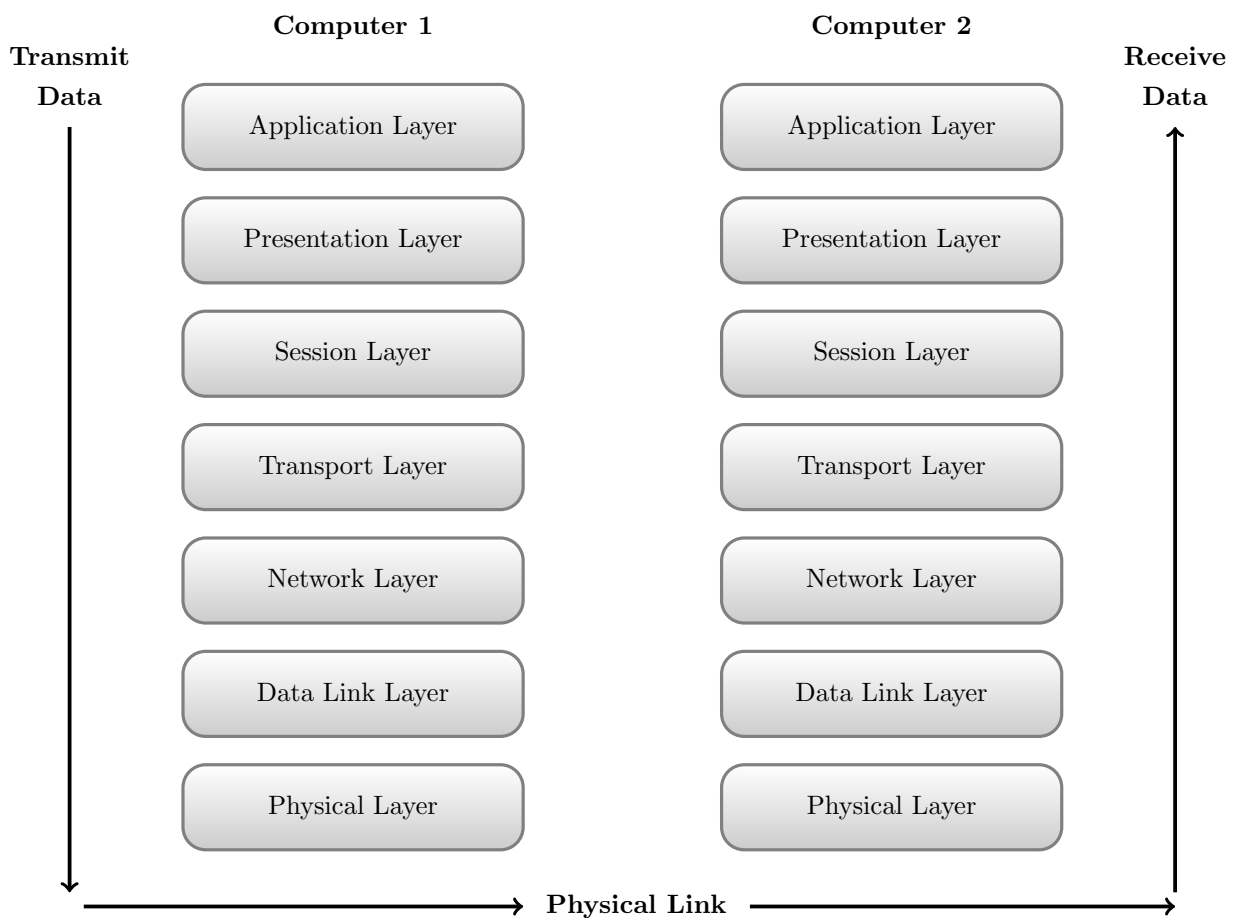 Computer 1
Computer 2
Transmit
Data
Receive
Data
Application Layer
Application Layer
Presentation Layer
Presentation Layer
Session Layer
Session Layer
Transport Layer
Transport Layer
Network Layer
Network Layer
Data Link Layer
Data Link Layer
Physical Layer
Physical Layer
Physical Link